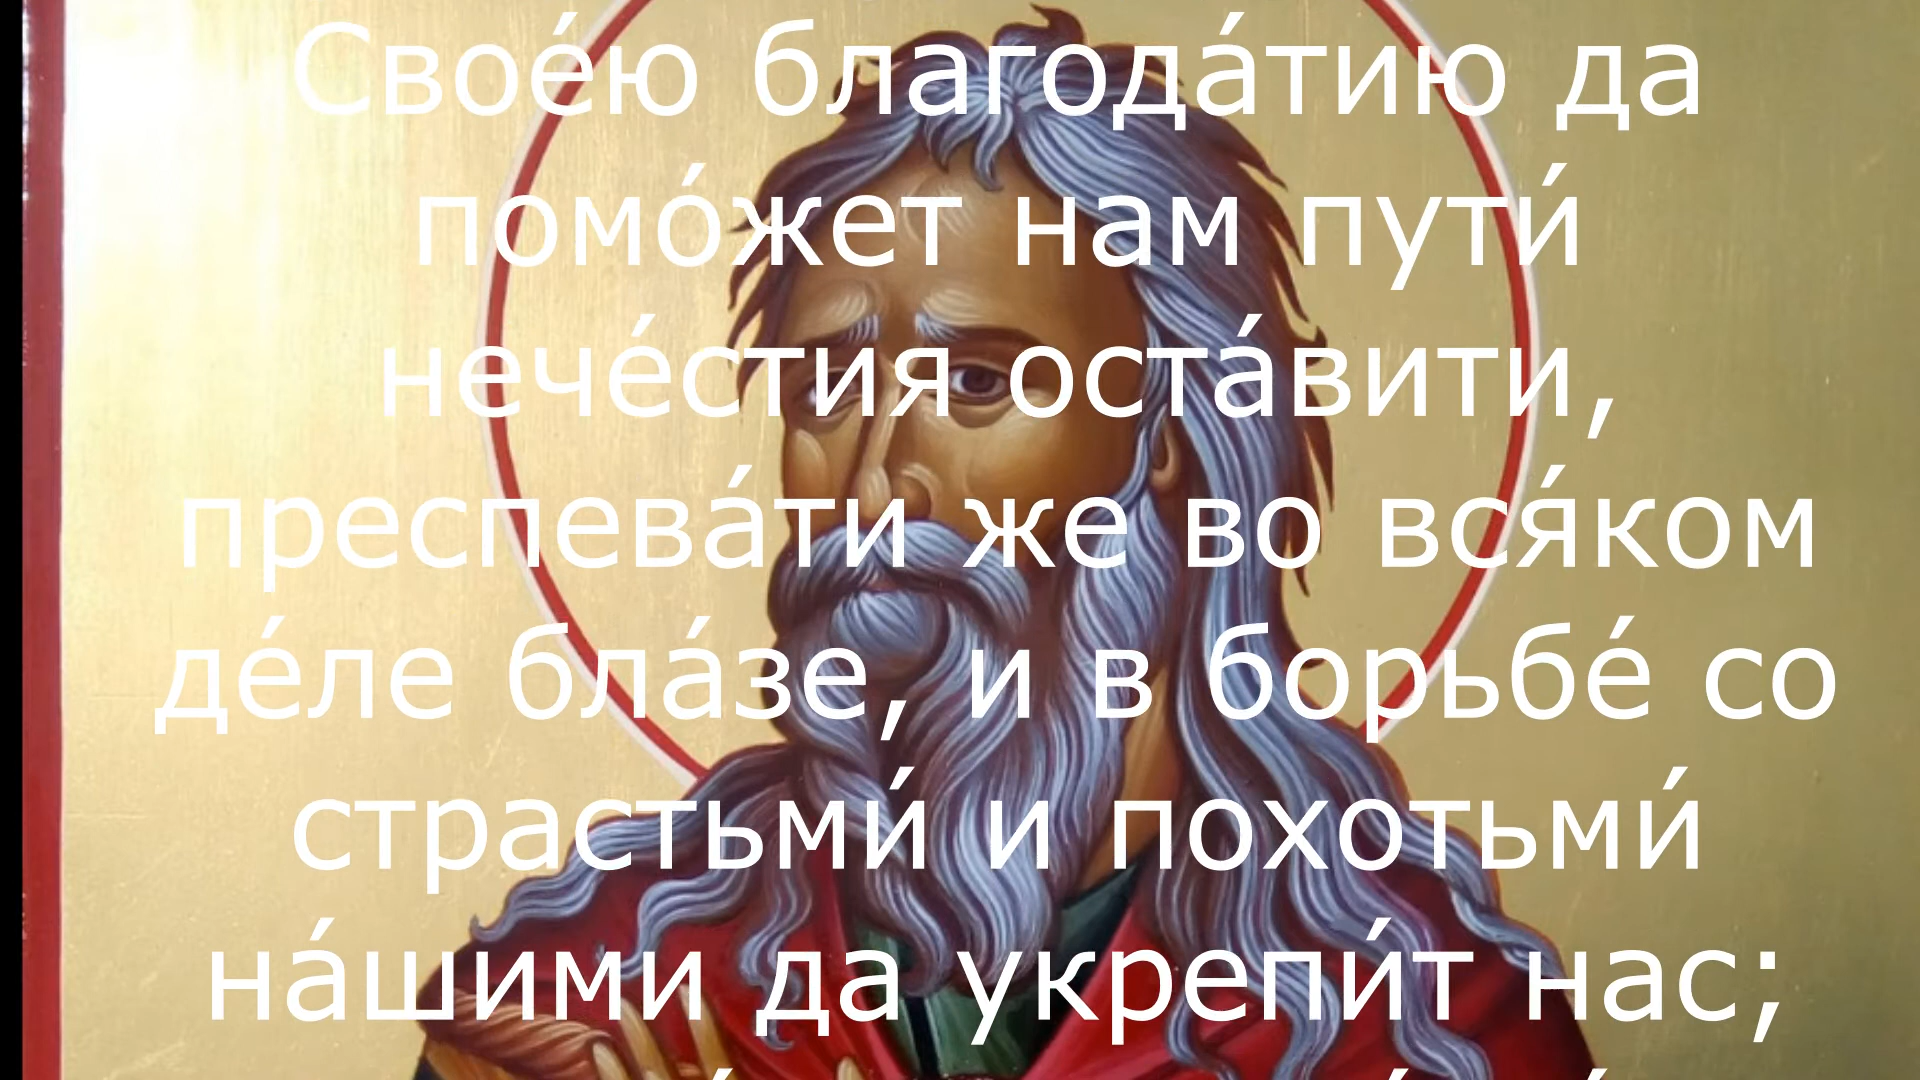 Свое́ю благода́тию да
помо́жет нам пути́
нече́стия оста́вити,
преспева́ти же во вся́ком
де́ле бла́зе, и в борьбе́ со
страстьми́ и похотьми́
на́шими да укрепи́т нас;